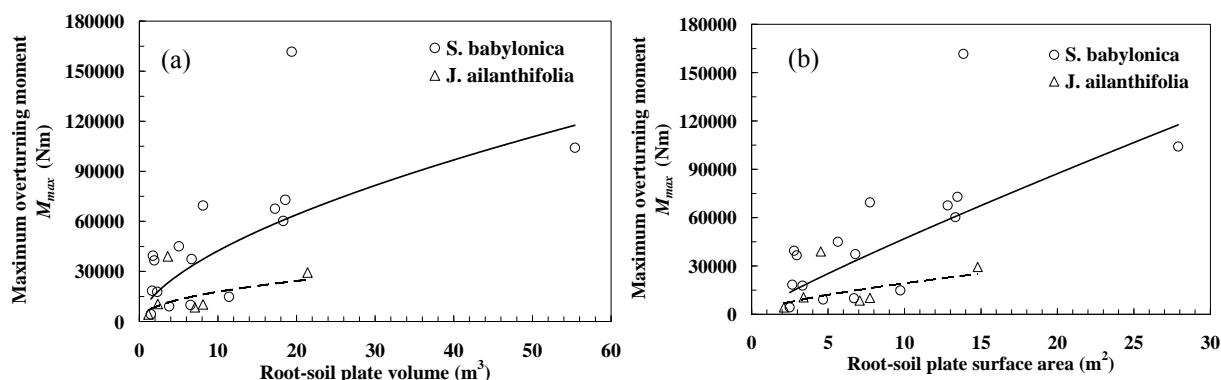 180000
150000
120000
90000
60000
30000
0
Maximum overturning moment
M_max (Nm)
(a)
S. babylonica
J. ailanthifolia
0 10 20 30 40 50 60
Root-soil plate volume (m³)
180000
150000
120000
90000
60000
30000
0
Maximum overturning moment
M_max (Nm)
(b)
S. babylonica
J. ailanthifolia
0 5 10 15 20 25 30
Root-soil plate surface area (m²)